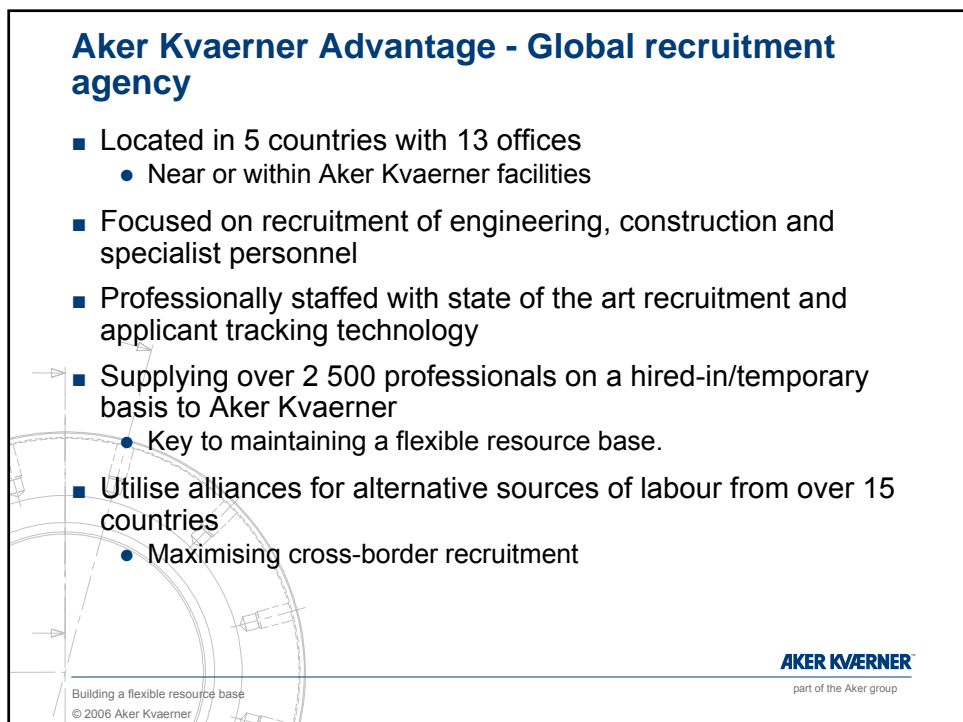 Aker Kvaerner Advantage - Global recruitment
agency
■ Located in 5 countries with 13 offices
● Near or within Aker Kvaerner facilities
■ Focused on recruitment of engineering, construction and
specialist personnel
■ Professionally staffed with state of the art recruitment and
applicant tracking technology
■ Supplying over 2 500 professionals on a hired-in/temporary
basis to Aker Kvaerner
● Key to maintaining a flexible resource base.
■ Utilise alliances for alternative sources of labour from over 15
countries
● Maximising cross-border recruitment
AKER KVÆRNER™
part of the Aker group
Building a flexible resource base
© 2006 Aker Kvaerner